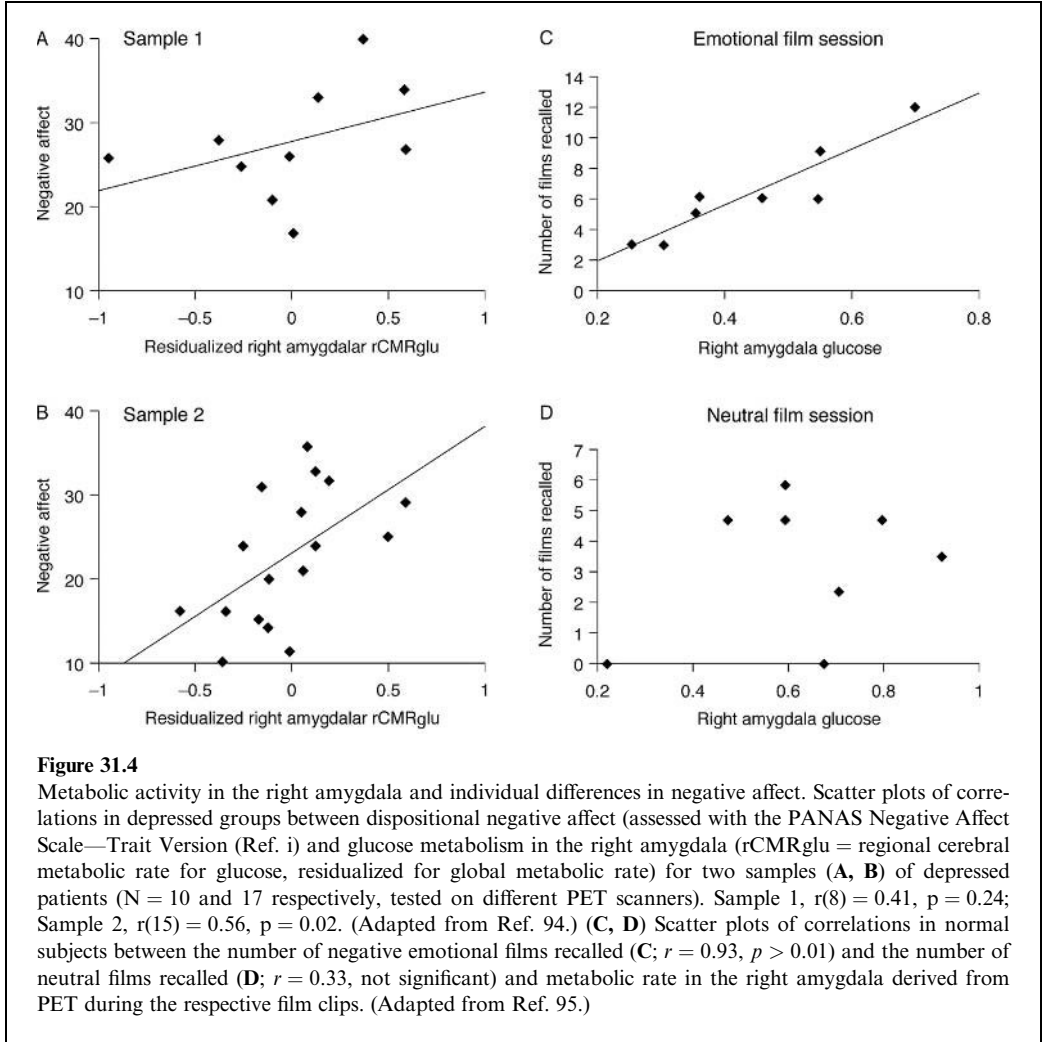 A Sample 1
40
30
20
10
Negative affect
−1 −0.5 0 0.5 1
Residualized right amygdalar rCMRglu
B Sample 2
40
30
20
10
Negative affect
−1 −0.5 0 0.5 1
Residualized right amygdalar rCMRglu
C Emotional film session
14
12
10
8
6
4
2
0
Number of films recalled
0.2 0.4 0.6 0.8
Right amygdala glucose
D Neutral film session
7
6
5
4
3
2
1
0
Number of films recalled
0.2 0.4 0.6 0.8 1
Right amygdala glucose
Figure 31.4
Metabolic activity in the right amygdala and individual differences in negative affect. Scatter plots of corre-
lations in depressed groups between dispositional negative affect (assessed with the PANAS Negative Affect
Scale—Trait Version (Ref. i) and glucose metabolism in the right amygdala (rCMRglu = regional cerebral
metabolic rate for glucose, residualized for global metabolic rate) for two samples (A, B) of depressed
patients (N = 10 and 17 respectively, tested on different PET scanners). Sample 1, r(8) = 0.41, p = 0.24;
Sample 2, r(15) = 0.56, p = 0.02. (Adapted from Ref. 94.) (C, D) Scatter plots of correlations in normal
subjects between the number of negative emotional films recalled (C; r = 0.93, p > 0.01) and the number of
neutral films recalled (D; r = 0.33, not significant) and metabolic rate in the right amygdala derived from
PET during the respective film clips. (Adapted from Ref. 95.)